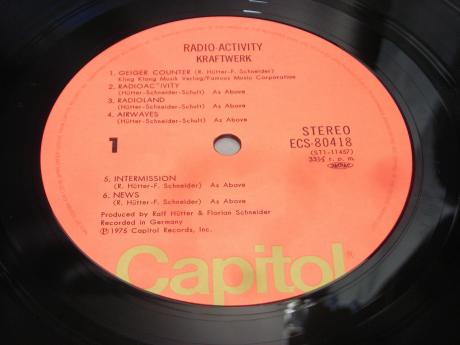 RADIO-ACTIVITY
KRAFTWERK
1. GEIGER COUNTER (R. Hütter-F. Schneider)
Kling Klang Musik Verlag/Famous Music Corporation
2. RADIOACTIVITY
(Hütter-Schneider-Schult) As Above
3. RADIOLAND
(Hütter-Schneider-Schult) As Above
4. AIRWAVES
(Hütter-Schneider-Schult) As Above
1
STEREO
ECS-80418
(ST1-11457)
33⅓ r. p. m.
5. INTERMISSION
(R. Hütter-F. Schneider) As Above
6. NEWS
(R. Hütter-F. Schneider) As Above
Produced by Ralf Hütter & Florian Schneider
Recorded in Germany
℗ 1975 Capitol Records, Inc.
Capitol®